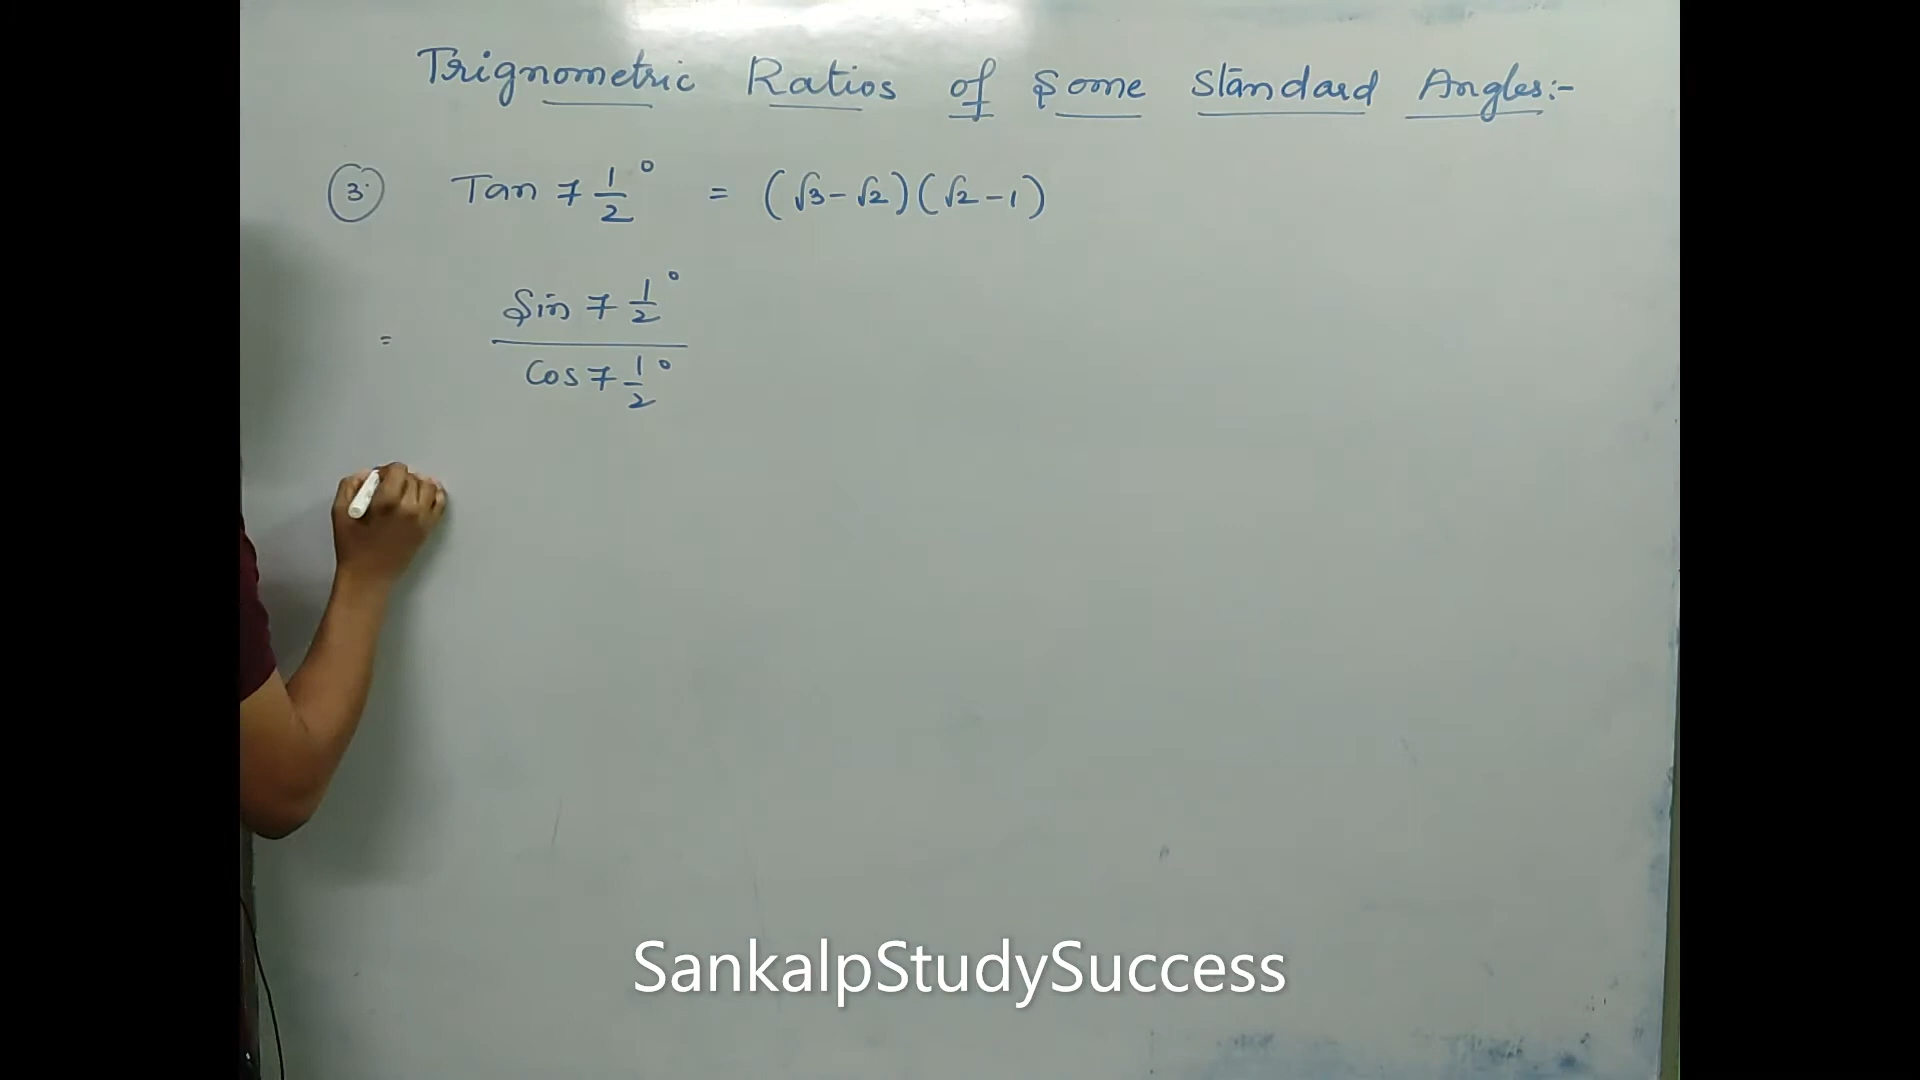 Trignometric Ratios of Some Standard Angles:-
3. Tan 7 1/2° = (√3-√2)(√2-1)
= Sin 7 1/2° / Cos 7 1/2°
SankalpStudySuccess